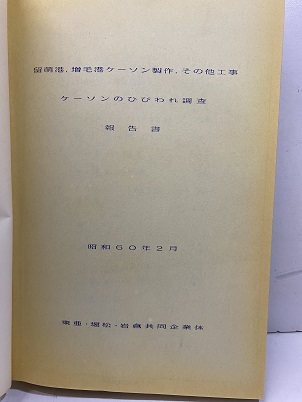 留萌港，増毛港ケーソン製作，その他工事
ケーソンのひびわれ調査
報告書
昭和６０年２月
東亜・堀松・岩倉共同企業体